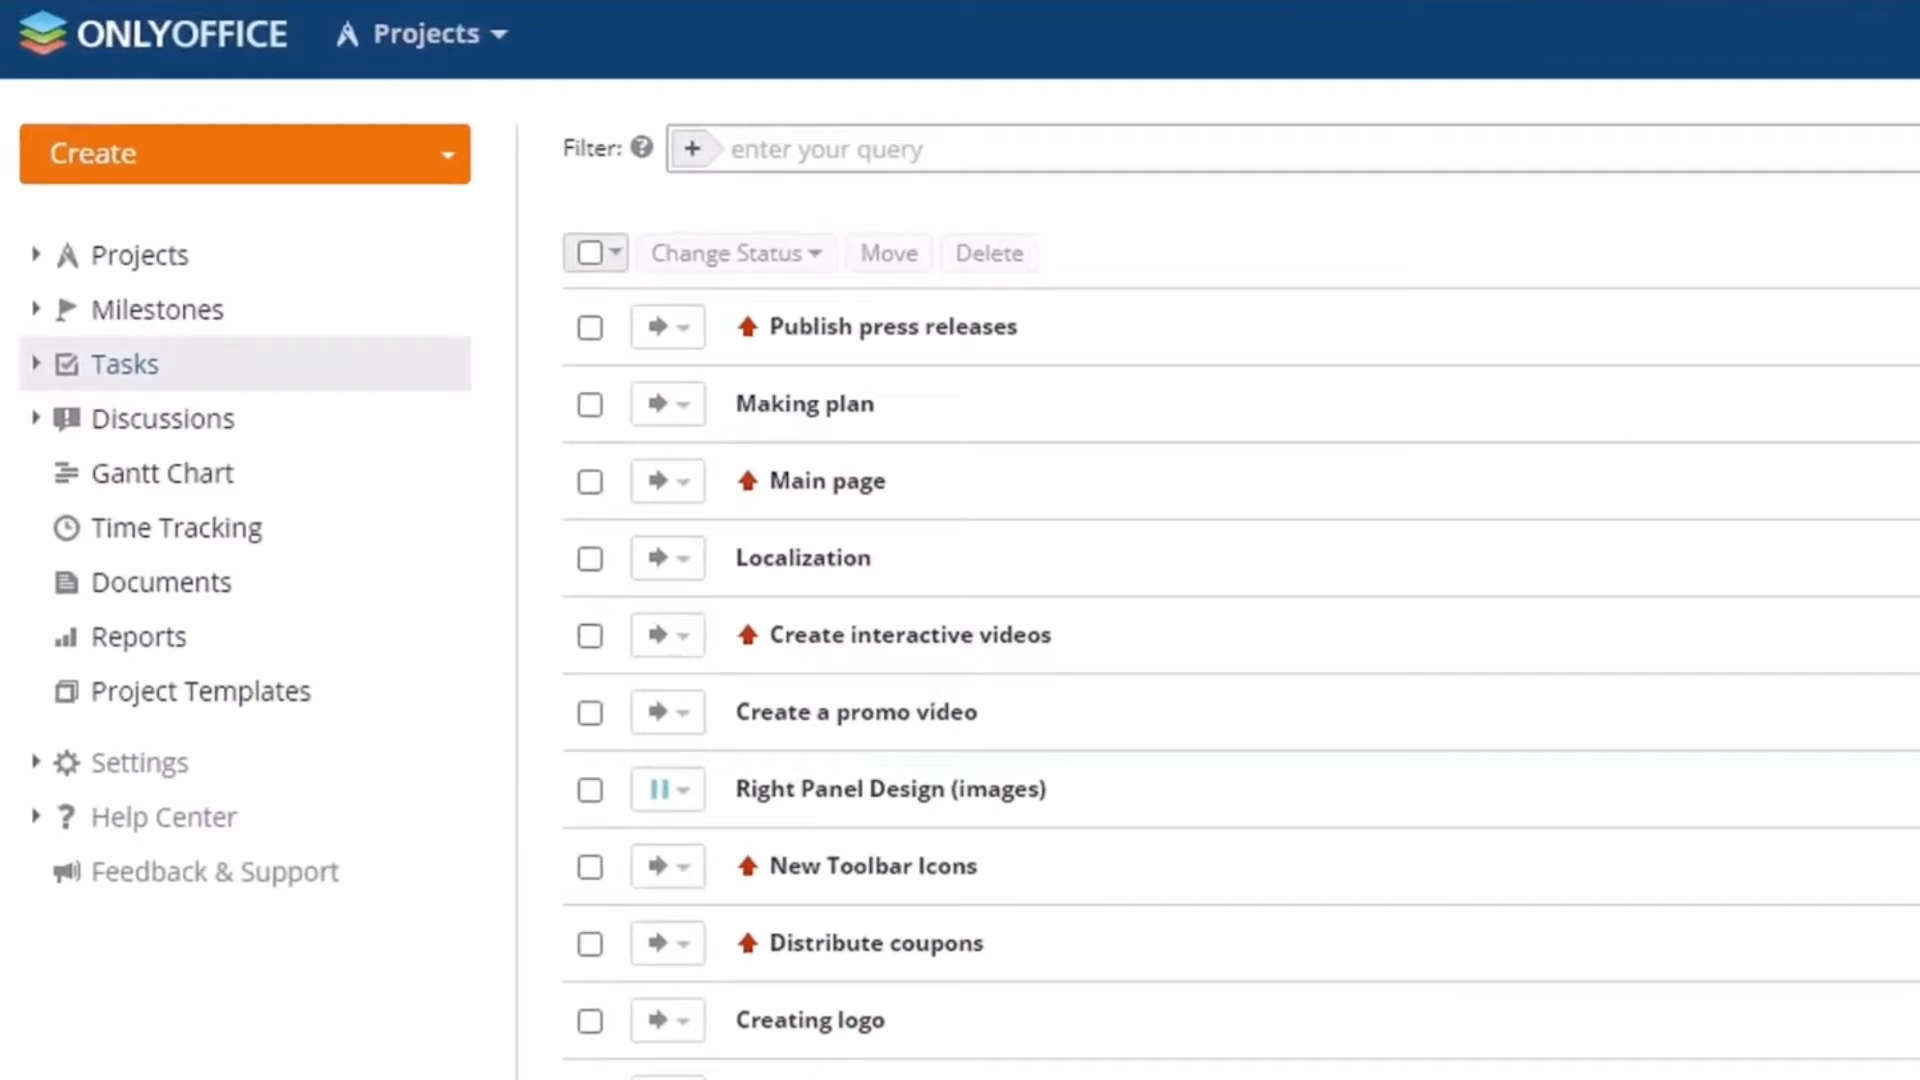 ONLYOFFICE Projects
Create
Projects
Milestones
Tasks
Discussions
Gantt Chart
Time Tracking
Documents
Reports
Project Templates
Settings
Help Center
Feedback & Support
Filter: enter your query
Change Status Move Delete
Publish press releases
Making plan
Main page
Localization
Create interactive videos
Create a promo video
Right Panel Design (images)
New Toolbar Icons
Distribute coupons
Creating logo